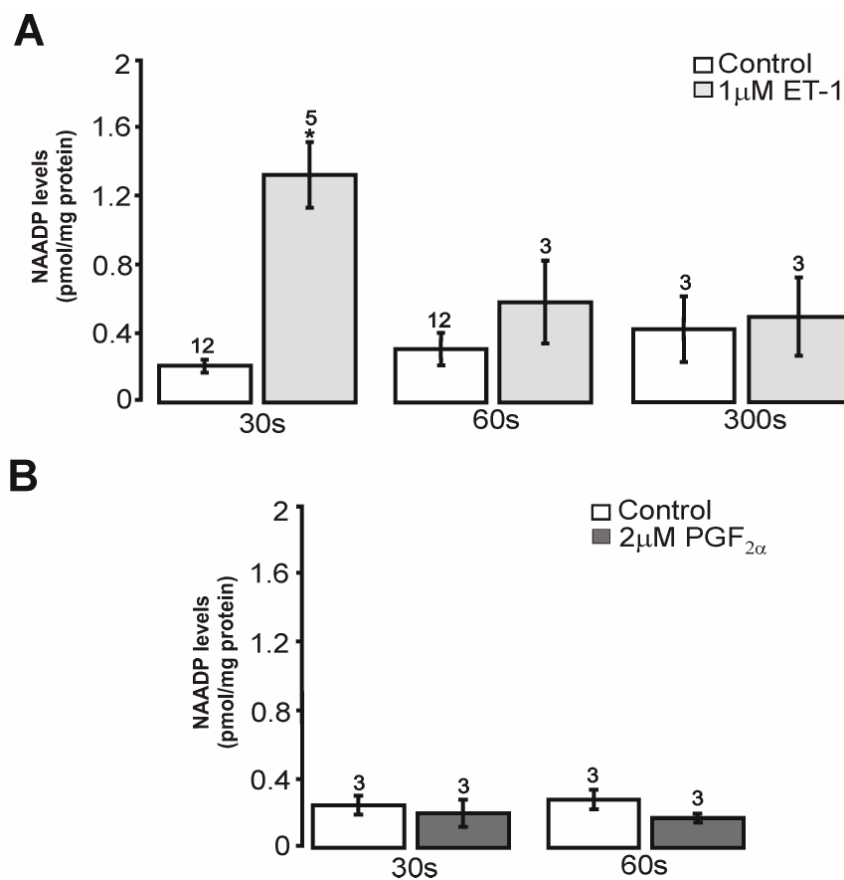 A
2
Control
1μM ET-1
5
*
1.6
NAADP levels
(pmol/mg protein)
1.2
0.8
3
3
3
12
12
0.4
0
30s
60s
300s
B
2
Control
2μM PGF2α
1.6
NAADP levels
(pmol/mg protein)
1.2
0.8
0.4
3
3
3
3
0
30s
60s